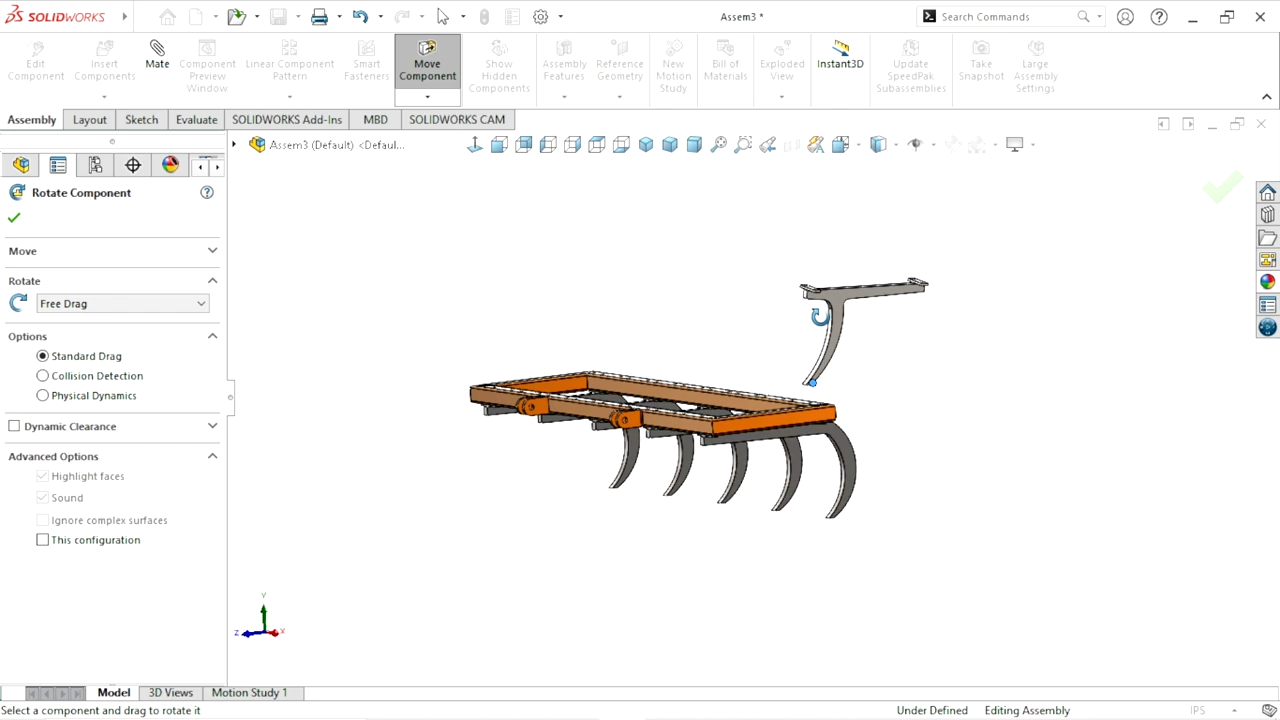 SOLIDWORKS
Assem3 *
Search Commands
Edit Component
Insert Components
Mate
Component Preview Window
Linear Component Pattern
Smart Fasteners
Move Component
Show Hidden Components
Assembly Features
Reference Geometry
New Motion Study
Bill of Materials
Exploded View
Instant3D
Update SpeedPak Subassemblies
Take Snapshot
Large Assembly Settings
Assembly
Layout
Sketch
Evaluate
SOLIDWORKS Add-Ins
MBD
SOLIDWORKS CAM
Assem3 (Default) <Defaul...
Rotate Component
Move
Rotate
Free Drag
Options
Standard Drag
Collision Detection
Physical Dynamics
Dynamic Clearance
Advanced Options
Highlight faces
Sound
Ignore complex surfaces
This configuration
Y
Z
X
Model
3D Views
Motion Study 1
Select a component and drag to rotate it
Under Defined
Editing Assembly
IPS